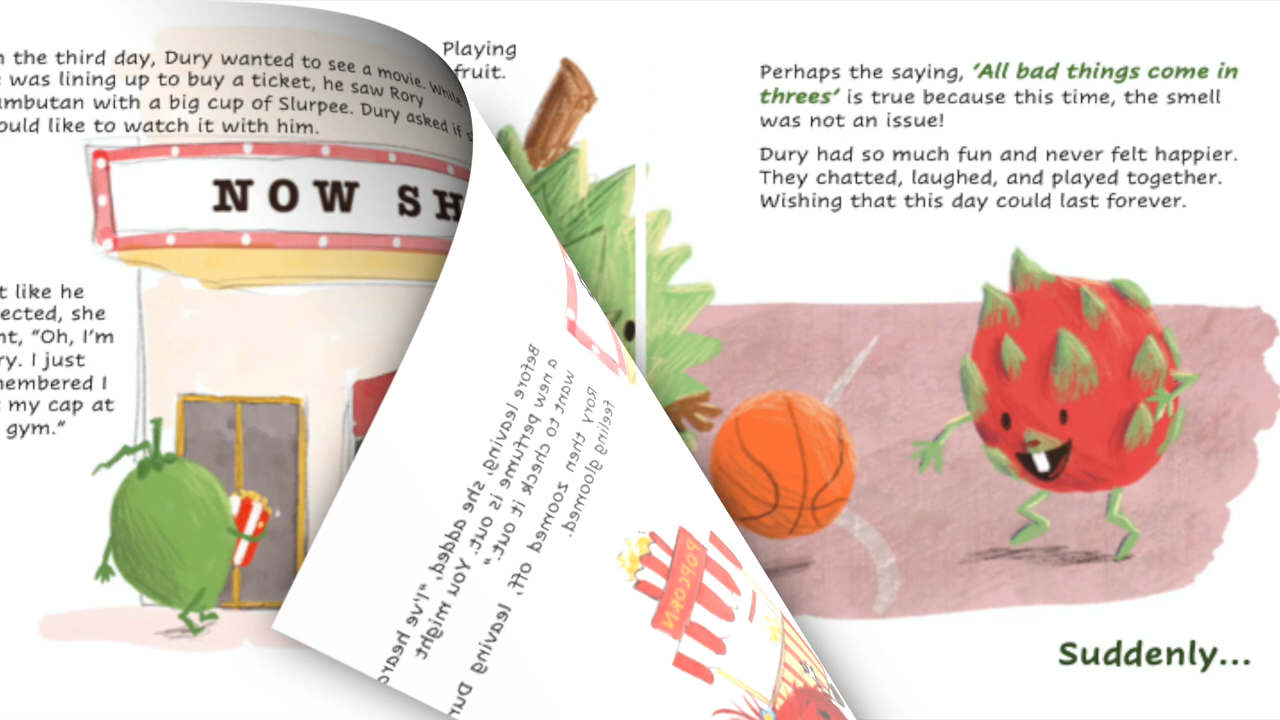 the third day, Dury wanted to see a movie. While
was lining up to buy a ticket, he saw Rory
ambutan with a big cup of Slurpee. Dury asked if
ould like to watch it with him.
NOW SH
t like he
ected, she
nt, “Oh, I’m
ry. I just
membered I
my cap at
gym.”
Before leaving, she added, “I’ve heard
a new perfume is out. You might
want to check it out.”
Rory then zoomed off, leaving Dur
feeling gloomed.
POPCORN
Playing
fruit.
Perhaps the saying, ‘All bad things come in
threes’ is true because this time, the smell
was not an issue!
Dury had so much fun and never felt happier.
They chatted, laughed, and played together.
Wishing that this day could last forever.
Suddenly...